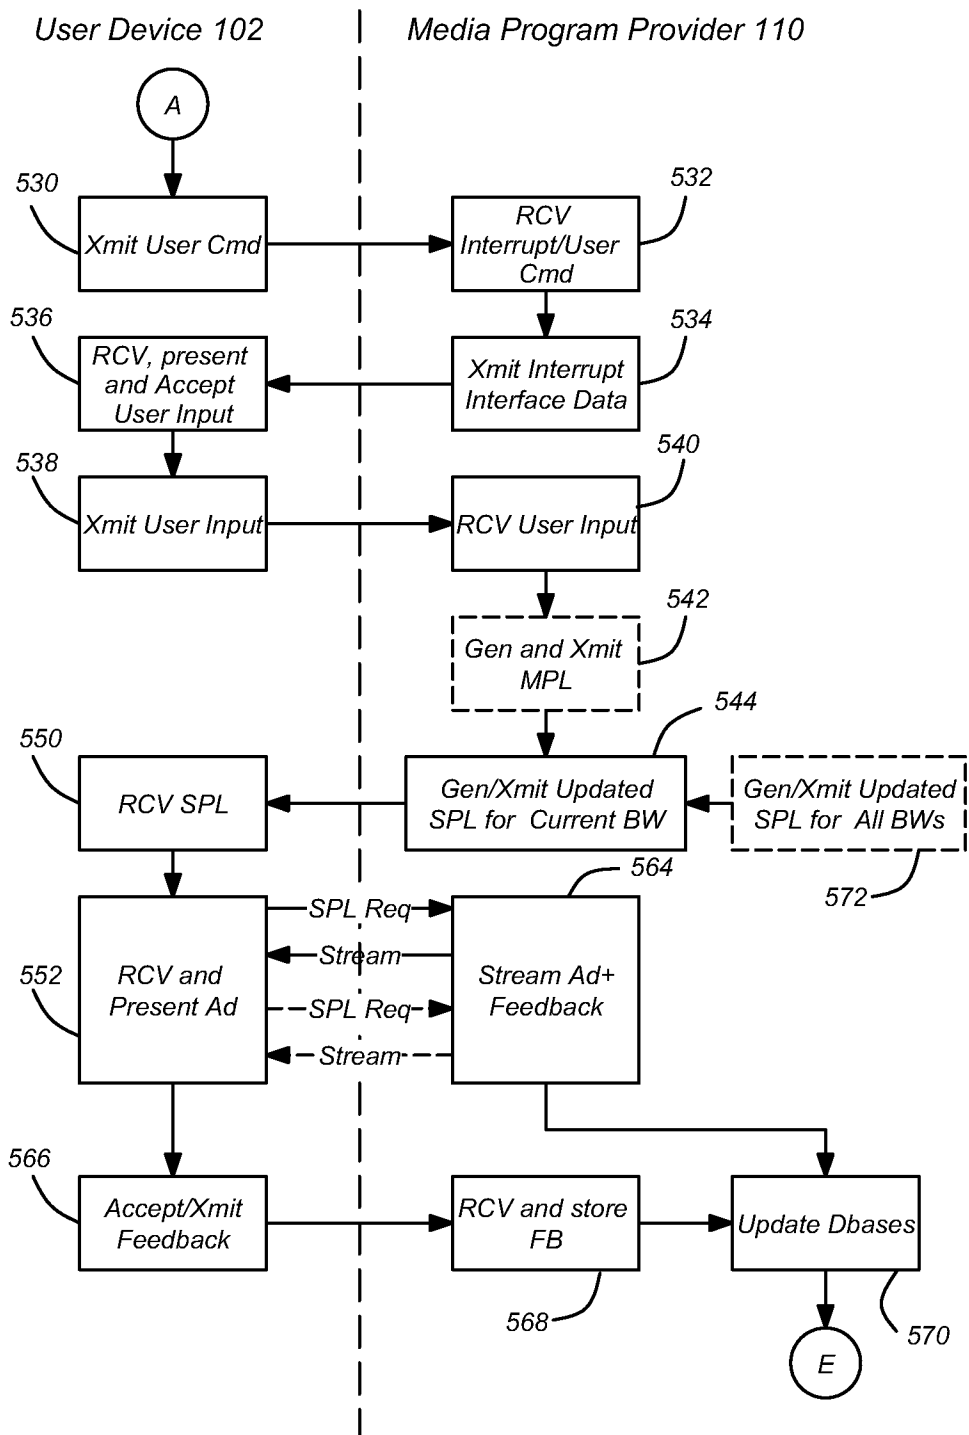 User Device 102
Media Program Provider 110
A
530
532
Xmit User Cmd
RCV
Interrupt/User
Cmd
536
534
RCV, present
and Accept
User Input
Xmit Interrupt
Interface Data
538
540
Xmit User Input
RCV User Input
542
Gen and Xmit
MPL
544
550
RCV SPL
Gen/Xmit Updated
SPL for Current BW
Gen/Xmit Updated
SPL for All BWs
564
572
SPL Req
Stream
552
RCV and
Present Ad
Stream Ad+
Feedback
SPL Req
Stream
566
Accept/Xmit
Feedback
RCV and store
FB
Update Dbases
568
570
E